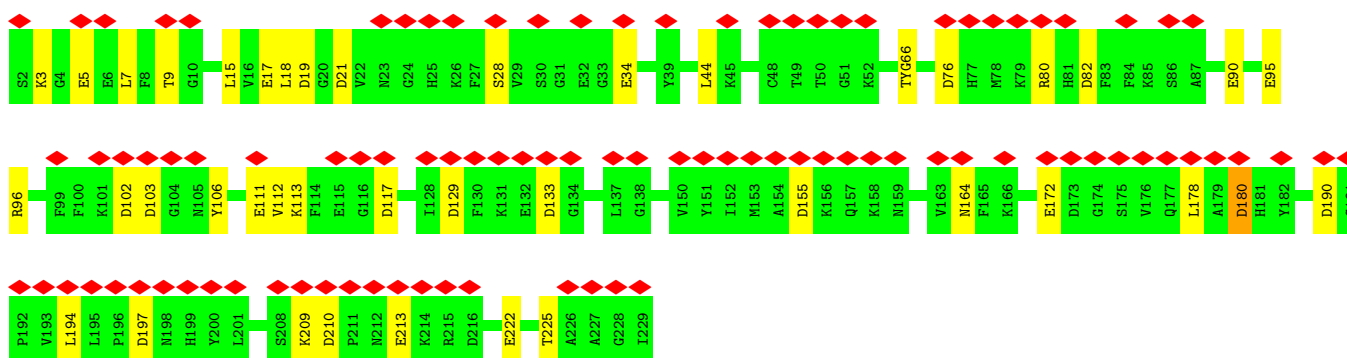 S2 K3 G4 E5 E6 L7 F8 T9 G10 L15 V16 E17 L18 D19 G20 D21 V22 N23 G24 H25 K26 F27 S28 V29 S30 G31 E32 G33 E34 Y39 L44 K45 C48 T49 T50 G51 K52 TYG66 D76 H77 M78 K79 R80 H81 D82 F83 F84 K85 S86 A87 E90 E95
R96 F99 F100 K101 D102 D103 G104 N105 Y106 E111 V112 K113 F114 E115 G116 D117 I128 D129 F130 K131 E132 D133 G134 L137 G138 V150 Y151 I152 M153 A154 D155 K156 Q157 K158 N159 V163 N164 F165 K166 E172 D173 G174 S175 V176 Q177 L178 A179 D180 H181 Y182 D190
P192 V193 L194 L195 P196 D197 N198 H199 Y200 L201 S208 K209 D210 P211 N212 E213 K214 R215 D216 E222 T225 A226 A227 G228 I229